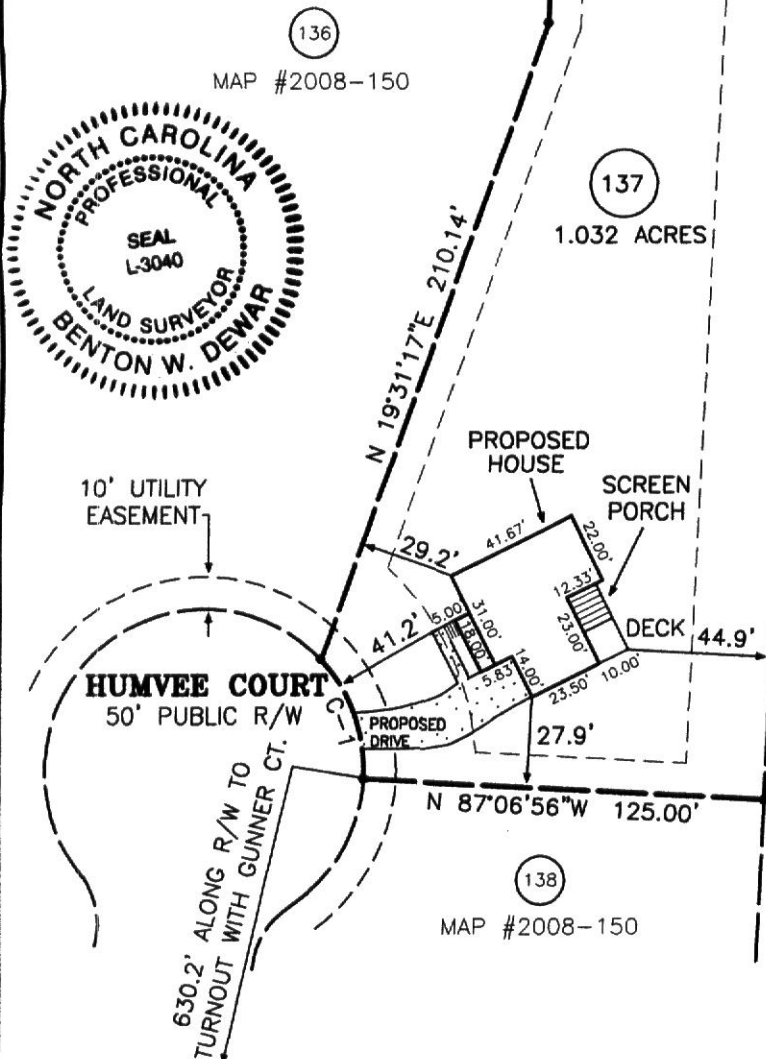 136
MAP #2008-150
NORTH CAROLINA
PROFESSIONAL
SEAL
L-3040
LAND SURVEYOR
BENTON W. DEWAR
137
1.032 ACRES
N 19°31'17"E 210.14'
PROPOSED
HOUSE
SCREEN
PORCH
10' UTILITY
EASEMENT
29.2'
41.67'
22.00'
12.33'
5.00'
31.00'
18.00'
23.00'
DECK
44.9'
41.2'
5.83'
14.00'
23.50'
10.00'
HUMVEE COURT
50' PUBLIC R/W
C-1
PROPOSED
DRIVE
27.9'
N 87°06'56"W 125.00'
630.2' ALONG R/W TO
TURNOUT WITH GUNNER CT.
138
MAP #2008-150